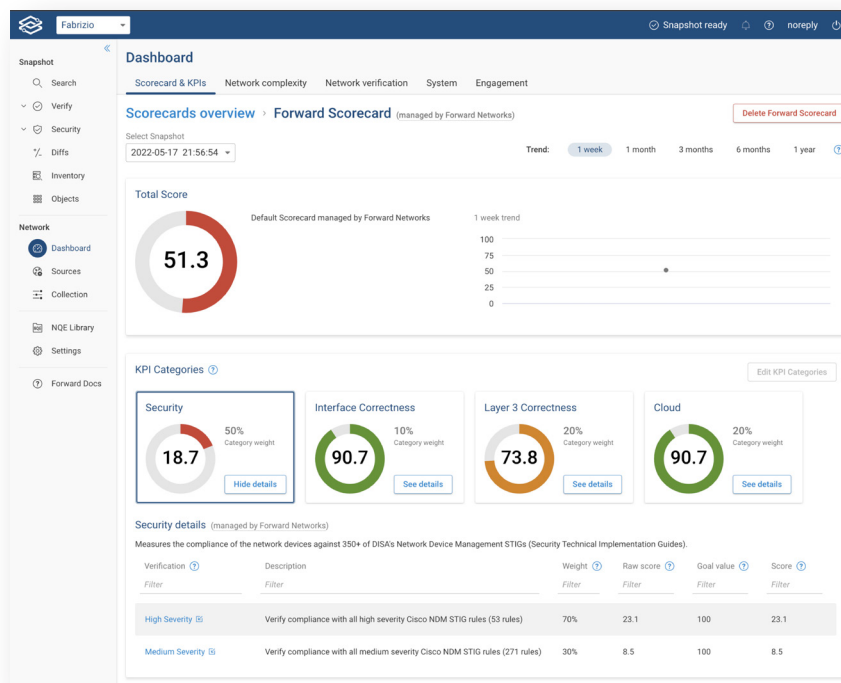 Fabrizio
Snapshot ready
noreply
Snapshot
Search
Verify
Security
Diffs
Inventory
Objects
Network
Dashboard
Sources
Collection
NQE Library
Settings
Forward Docs
Dashboard
Scorecard & KPIs Network complexity Network verification System Engagement
Scorecards overview > Forward Scorecard (managed by Forward Networks)
Delete Forward Scorecard
Select Snapshot
2022-05-17 21:56:54
Trend: 1 week 1 month 3 months 6 months 1 year
Total Score
51.3
Default Scorecard managed by Forward Networks
1 week trend
100
75
50
25
0
KPI Categories
Edit KPI Categories
Security
18.7
50%
Category weight
Hide details
Interface Correctness
90.7
10%
Category weight
See details
Layer 3 Correctness
73.8
20%
Category weight
See details
Cloud
90.7
20%
Category weight
See details
Security details (managed by Forward Networks)
Measures the compliance of the network devices against 350+ of DISA's Network Device Management STIGs (Security Technical Implementation Guides).
Verification Description Weight Raw score Goal value Score
Filter Filter Filter Filter Filter Filter
High Severity Verify compliance with all high severity Cisco NDM STIG rules (53 rules) 70% 23.1 100 23.1
Medium Severity Verify compliance with all medium severity Cisco NDM STIG rules (271 rules) 30% 8.5 100 8.5